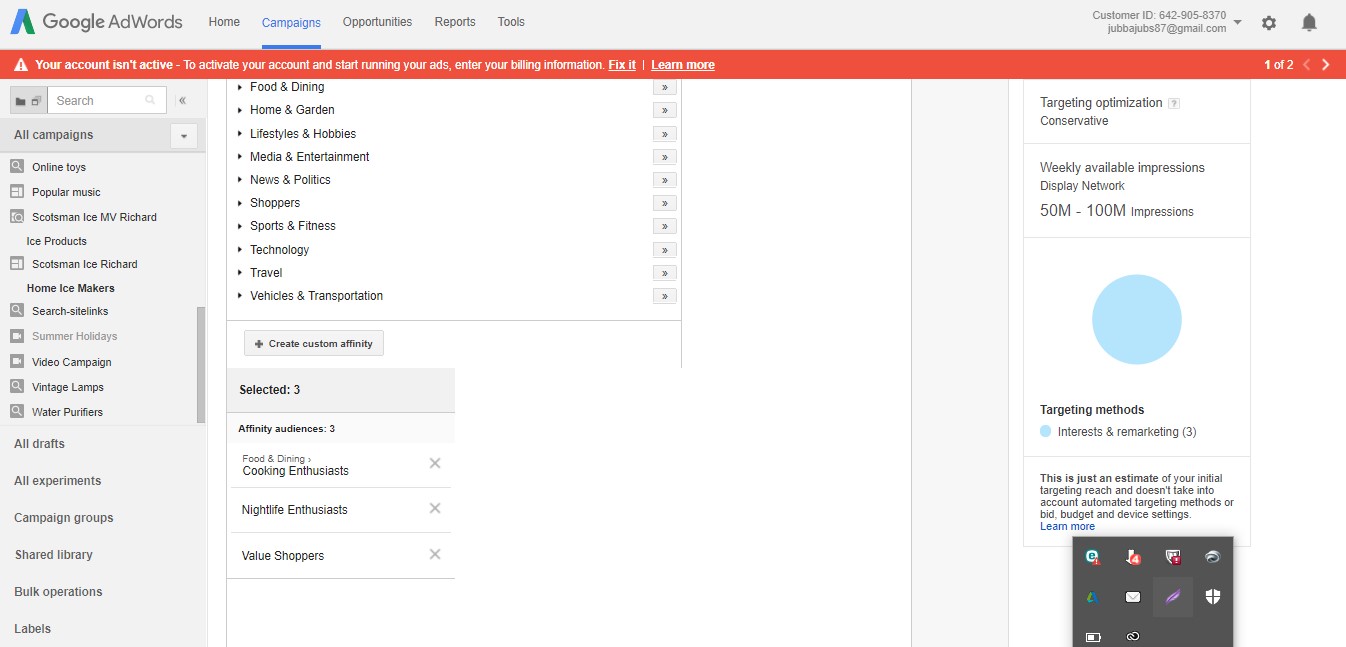 Google AdWords Home Campaigns Opportunities Reports Tools
Customer ID: 642-905-8370
jubbajubs87@gmail.com
Your account isn't active - To activate your account and start running your ads, enter your billing information. Fix it | Learn more
1 of 2
Search
«
All campaigns
Online toys
Popular music
Scotsman Ice MV Richard
Ice Products
Scotsman Ice Richard
Home Ice Makers
Search-sitelinks
Summer Holidays
Video Campaign
Vintage Lamps
Water Purifiers
All drafts
All experiments
Campaign groups
Shared library
Bulk operations
Labels
Food & Dining »
Home & Garden »
Lifestyles & Hobbies »
Media & Entertainment »
News & Politics »
Shoppers »
Sports & Fitness »
Technology »
Travel »
Vehicles & Transportation »
Create custom affinity
Selected: 3
Affinity audiences: 3
Food & Dining ›
Cooking Enthusiasts
Nightlife Enthusiasts
Value Shoppers
Targeting optimization ?
Conservative
Weekly available impressions
Display Network
50M - 100M Impressions
Targeting methods
Interests & remarketing (3)
This is just an estimate of your initial
targeting reach and doesn't take into
account automated targeting methods or
bid, budget and device settings.
Learn more